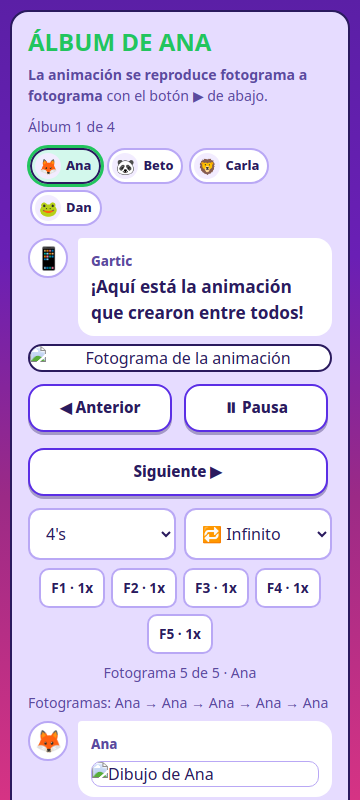 ÁLBUM DE ANA
La animación se reproduce fotograma a
fotograma con el botón ▶ de abajo.
Álbum 1 de 4
Ana
Beto
Carla
Dan
Gartic
¡Aquí está la animación
que crearon entre todos!
Fotograma de la animación
◀ Anterior
⏸ Pausa
Siguiente ▶
4's
🔁 Infinito
F1 · 1x
F2 · 1x
F3 · 1x
F4 · 1x
F5 · 1x
Fotograma 5 de 5 · Ana
Fotogramas: Ana → Ana → Ana → Ana → Ana
Ana
Dibujo de Ana